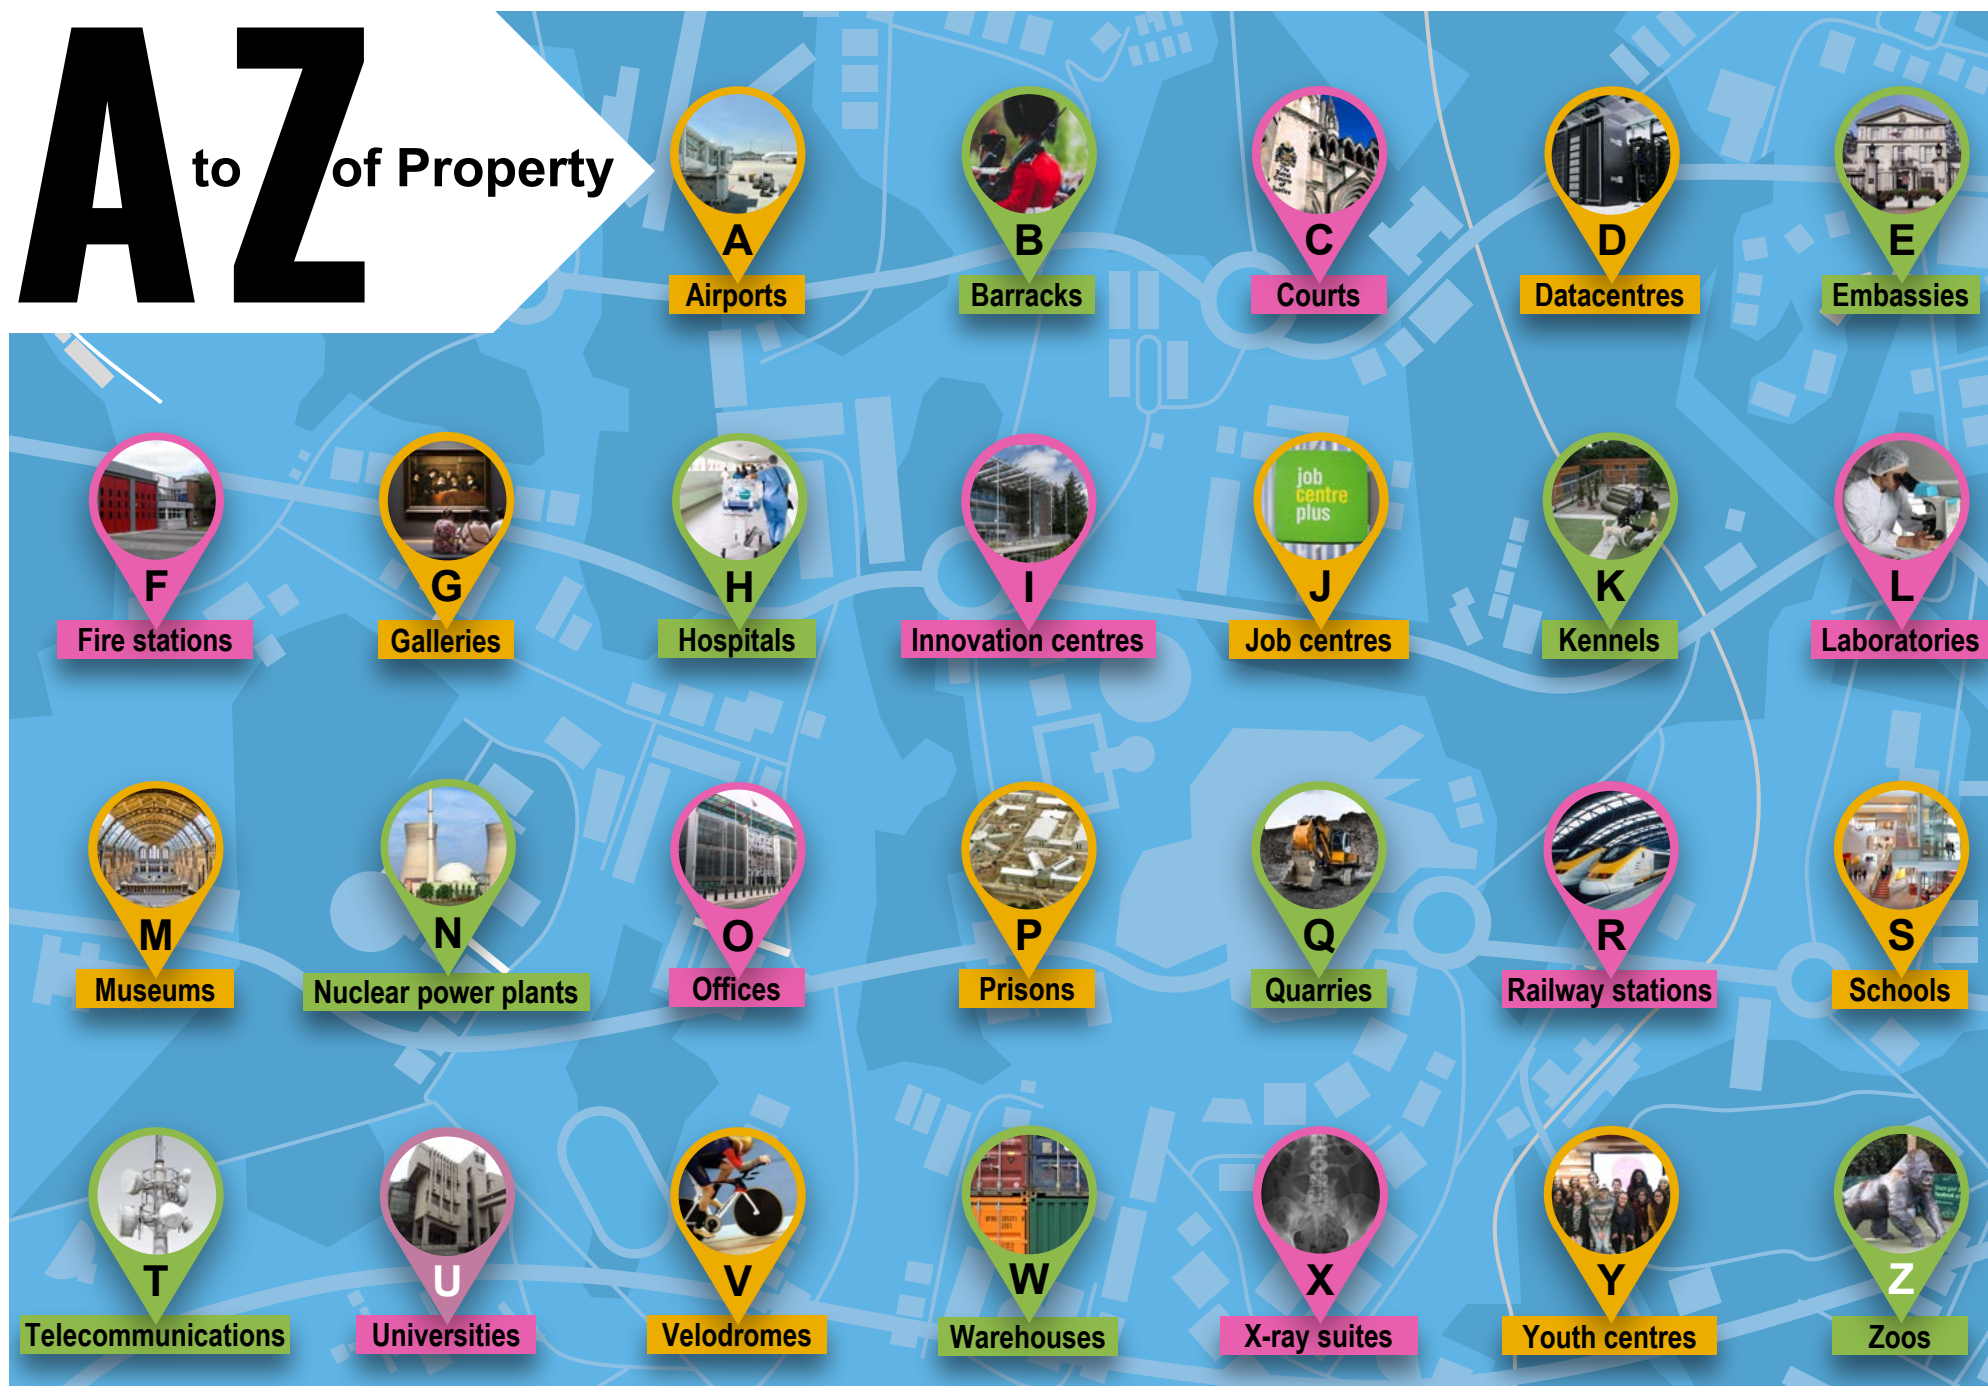 A to Z of Property
A
Airports
B
Barracks
C
Courts
D
Datacentres
E
Embassies
F
Fire stations
G
Galleries
H
Hospitals
I
Innovation centres
job
centre
plus
J
Job centres
K
Kennels
L
Laboratories
M
Museums
N
Nuclear power plants
O
Offices
P
Prisons
Q
Quarries
R
Railway stations
S
Schools
T
Telecommunications
U
Universities
V
Velodromes
W
Warehouses
X
X-ray suites
Y
Youth centres
Z
Zoos